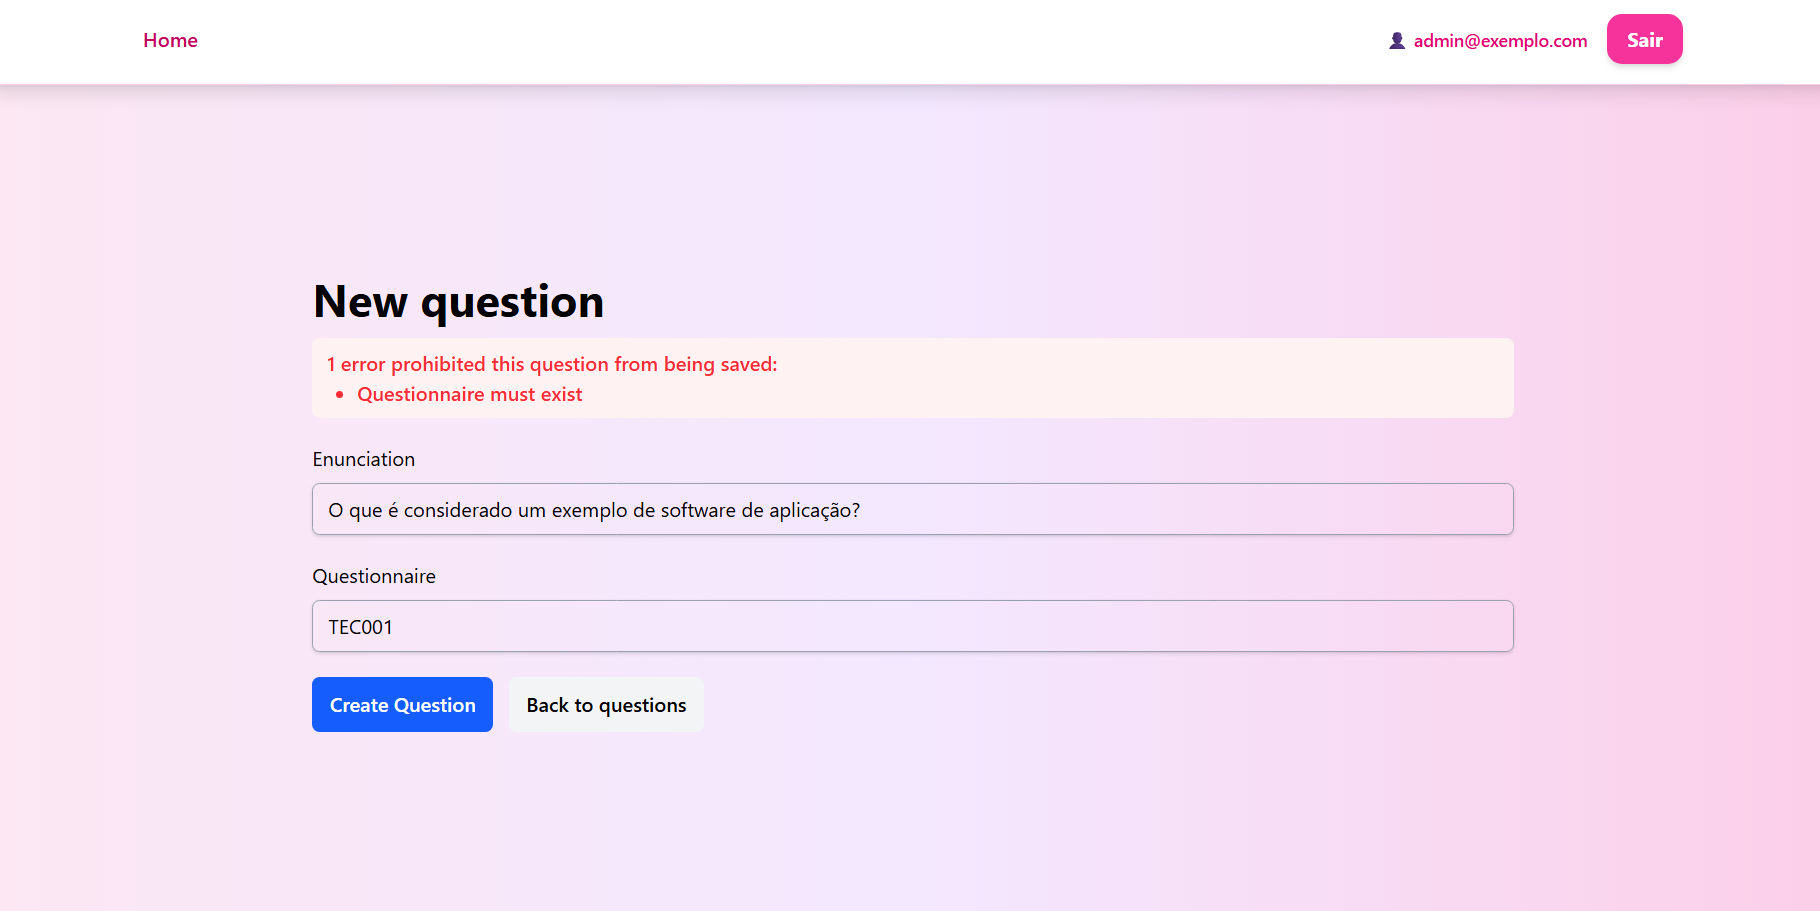 Home
admin@exemplo.com
Sair
New question
1 error prohibited this question from being saved:
Questionnaire must exist
Enunciation
O que é considerado um exemplo de software de aplicação?
Questionnaire
TEC001
Create Question
Back to questions